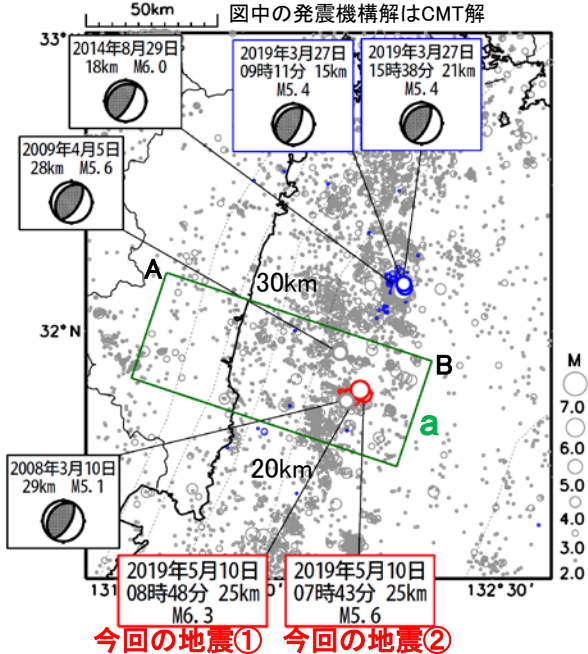 50km
図中の発震機構解はCMT解
33°
2014年8月29日
18km M6.0
2019年3月27日
09時11分 15km
M5.4
2019年3月27日
15時38分 21km
M5.4
2009年4月5日
28km M5.6
A
30km
32°N
B
a
M
7.0
6.0
5.0
4.0
3.0
2.0
20km
2008年3月10日
29km M5.1
2019年5月10日
08時48分 25km
M6.3
2019年5月10日
07時43分 25km
M5.6
132°30'
今回の地震①
今回の地震②